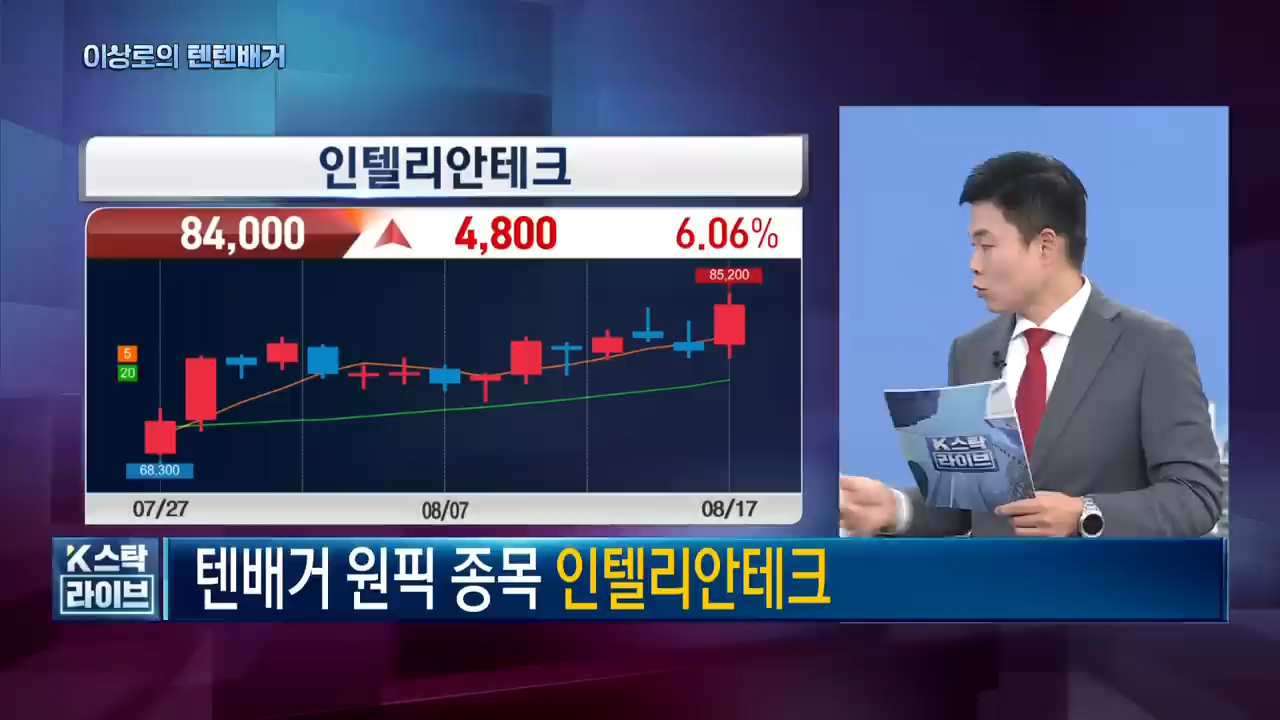 이상로의 텐텐배거
인텔리안테크
84,000 ▲ 4,800 6.06%
85,200
5
20
68,300
07/27 08/07 08/17
K스탁
라이브
K스탁
라이브
텐배거 원픽 종목 인텔리안테크